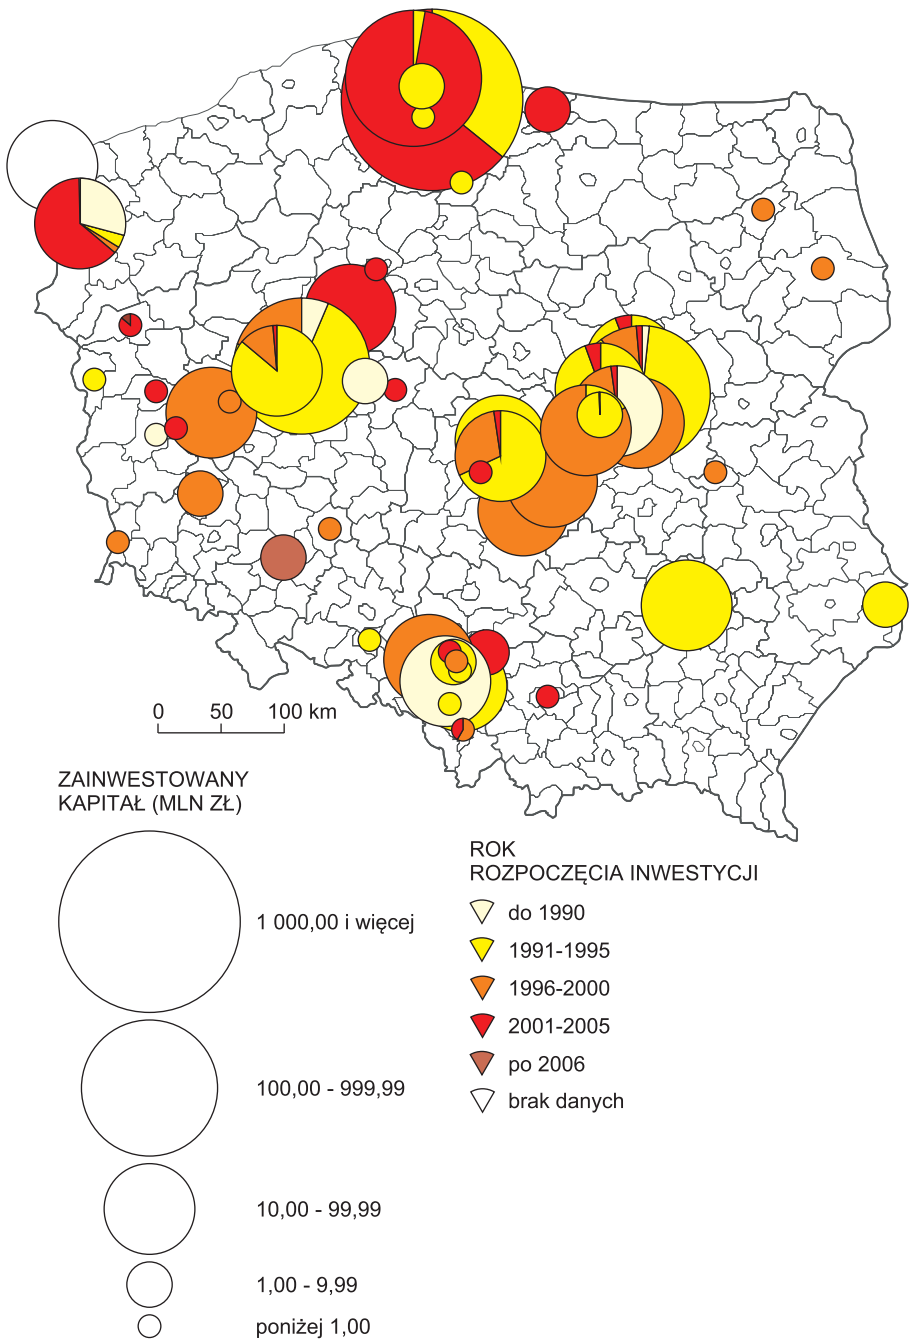 0 50 100 km
ZAINWESTOWANY
KAPITAŁ (MLN ZŁ)
1 000,00 i więcej
100,00 - 999,99
10,00 - 99,99
1,00 - 9,99
poniżej 1,00
ROK
ROZPOCZĘCIA INWESTYCJI
do 1990
1991-1995
1996-2000
2001-2005
po 2006
brak danych